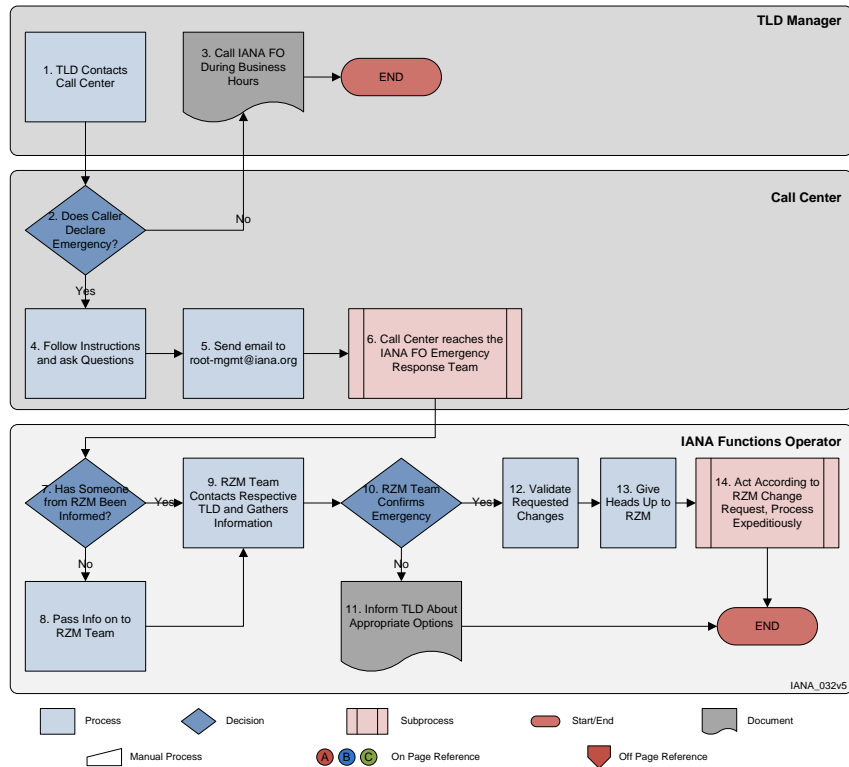 TLD Manager
1. TLD Contacts
Call Center
3. Call IANA FO
During Business
Hours
END
Call Center
2. Does Caller
Declare
Emergency?
No
Yes
4. Follow Instructions
and ask Questions
5. Send email to
root-mgmt@iana.org
6. Call Center reaches the
IANA FO Emergency
Response Team
IANA Functions Operator
7. Has Someone
from RZM Been
Informed?
Yes
No
8. Pass Info on to
RZM Team
9. RZM Team
Contacts Respective
TLD and Gathers
Information
10. RZM Team
Confirms
Emergency
Yes
No
11. Inform TLD About
Appropriate Options
12. Validate
Requested
Changes
13. Give
Heads Up to
RZM
14. Act According to
RZM Change
Request, Process
Expeditiously
END
IANA_032v5
Process
Decision
Subprocess
Start/End
Document
Manual Process
A B C On Page Reference
Off Page Reference